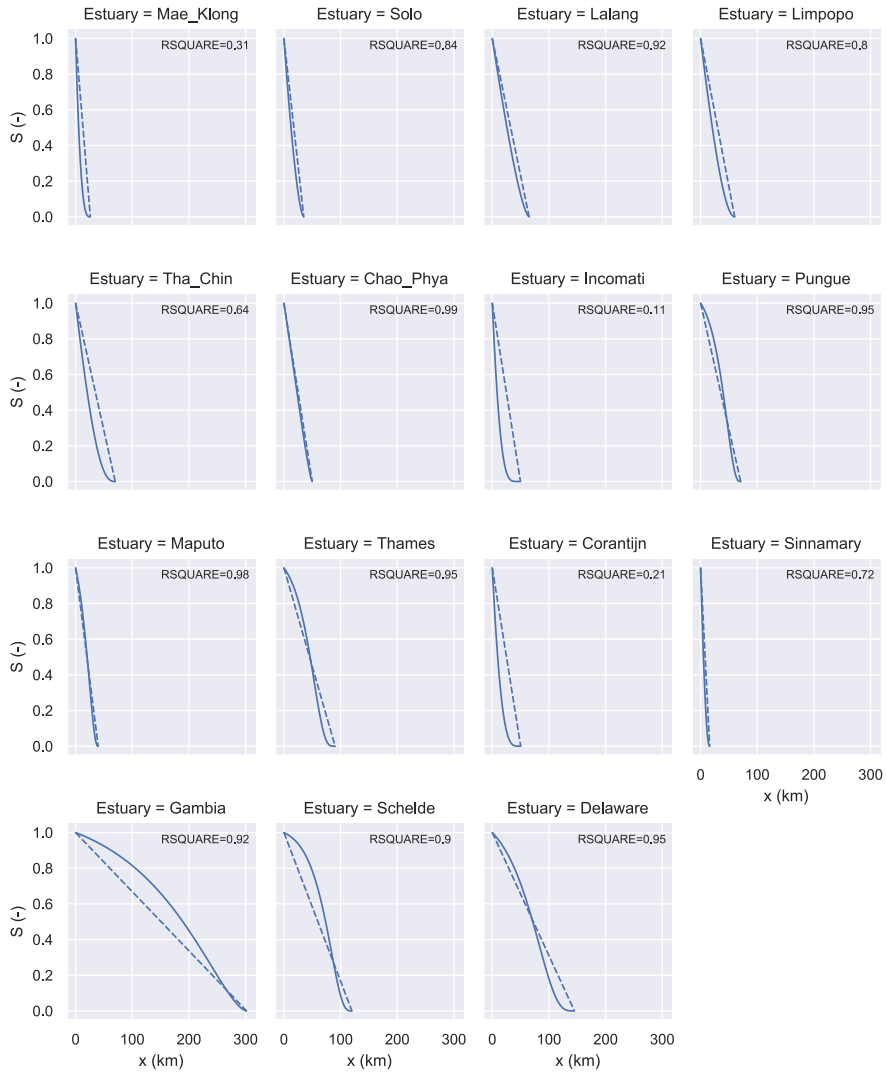 Estuary = Mae_Klong
Estuary = Solo
Estuary = Lalang
Estuary = Limpopo
RSQUARE=0.31
RSQUARE=0.84
RSQUARE=0.92
RSQUARE=0.8
1.0
0.8
0.6
0.4
0.2
0.0
S (-)
Estuary = Tha_Chin
Estuary = Chao_Phya
Estuary = Incomati
Estuary = Pungue
RSQUARE=0.64
RSQUARE=0.99
RSQUARE=0.11
RSQUARE=0.95
1.0
0.8
0.6
0.4
0.2
0.0
S (-)
Estuary = Maputo
Estuary = Thames
Estuary = Corantijn
Estuary = Sinnamary
RSQUARE=0.98
RSQUARE=0.95
RSQUARE=0.21
RSQUARE=0.72
1.0
0.8
0.6
0.4
0.2
0.0
S (-)
0 100 200 300
x (km)
Estuary = Gambia
Estuary = Schelde
Estuary = Delaware
RSQUARE=0.92
RSQUARE=0.9
RSQUARE=0.95
1.0
0.8
0.6
0.4
0.2
0.0
S (-)
0 100 200 300
0 100 200 300
0 100 200 300
x (km)
x (km)
x (km)